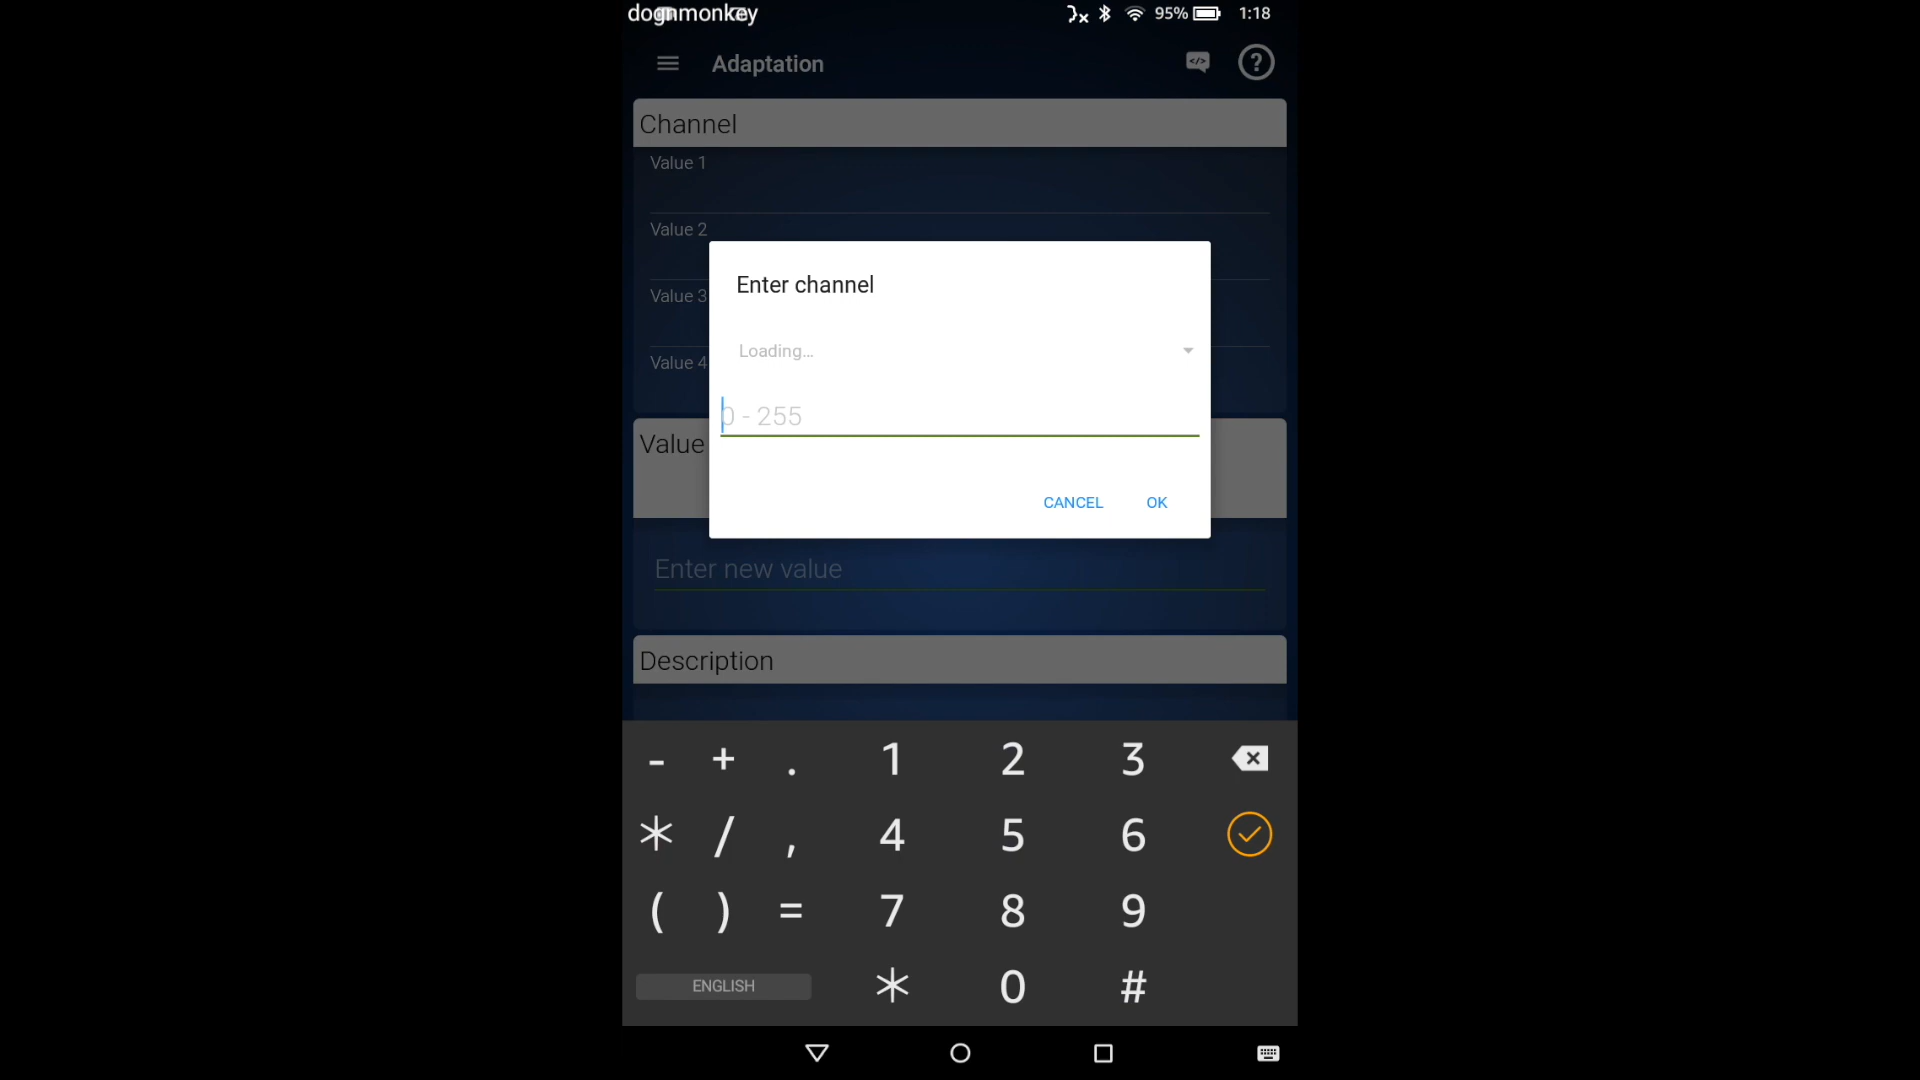 dognmonkey
95% 1:18
Adaptation
</> ?
Channel
Value 1
Value 2
Value 3
Value 4
Enter channel
Loading...
0 - 255
CANCEL OK
Value
Enter new value
Description
- + . 1 2 3
* / , 4 5 6
( ) = 7 8 9
ENGLISH * 0 #